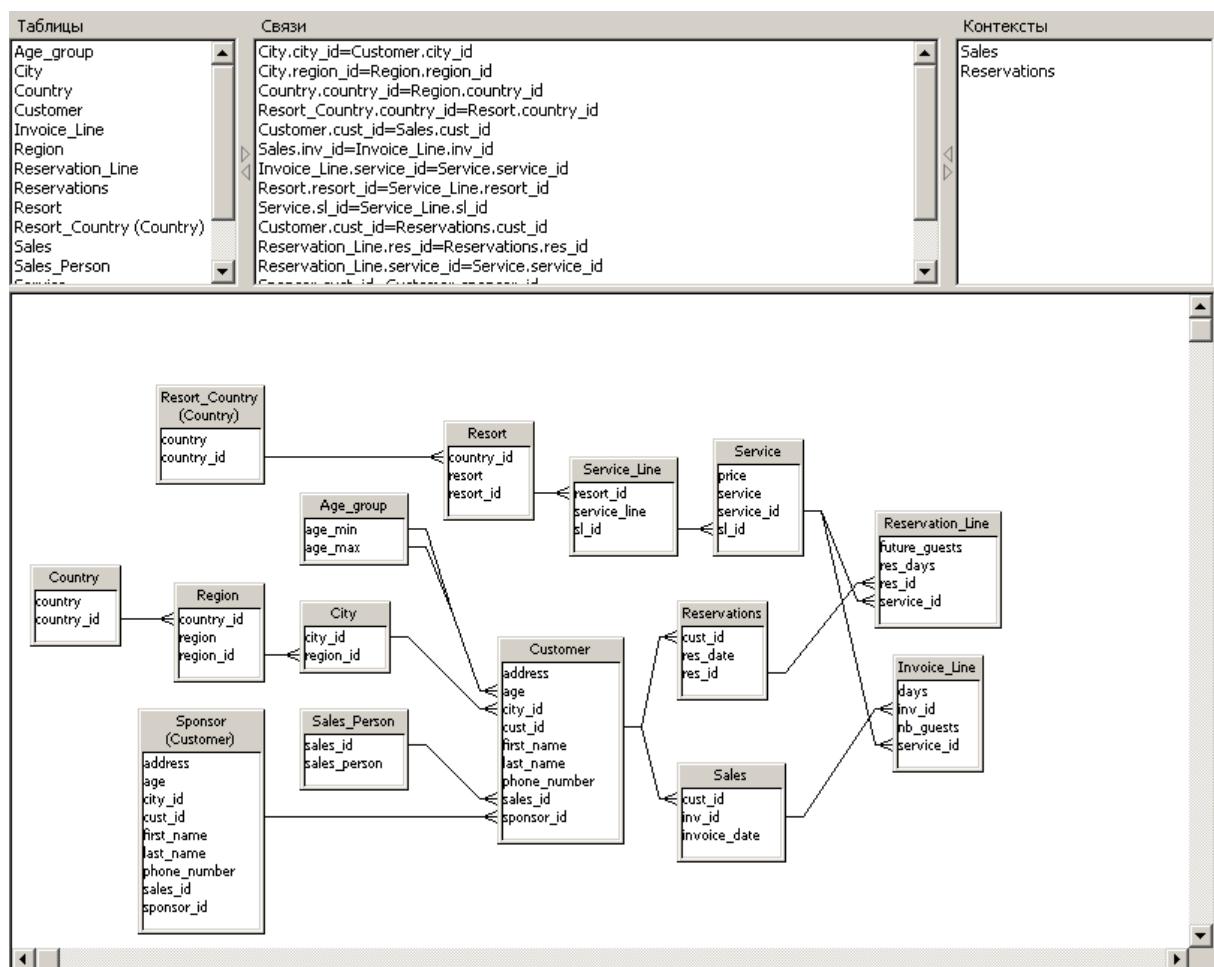 Таблицы
Связи
Контексты
Age_group
City
Country
Customer
Invoice_Line
Region
Reservation_Line
Reservations
Resort
Resort_Country (Country)
Sales
Sales_Person
Service
City.city_id=Customer.city_id
City.region_id=Region.region_id
Country.country_id=Region.country_id
Resort_Country.country_id=Resort.country_id
Customer.cust_id=Sales.cust_id
Sales.inv_id=Invoice_Line.inv_id
Invoice_Line.service_id=Service.service_id
Resort.resort_id=Service_Line.resort_id
Service.sl_id=Service_Line.sl_id
Customer.cust_id=Reservations.cust_id
Reservation_Line.res_id=Reservations.res_id
Reservation_Line.service_id=Service.service_id
Sponsor.cust_id=Customer.sponsor_id
Sales
Reservations
Resort_Country
(Country)
country
country_id
Resort
country_id
resort
resort_id
Service_Line
resort_id
service_line
sl_id
Service
price
service
service_id
sl_id
Reservation_Line
future_guests
res_days
res_id
service_id
Age_group
age_min
age_max
Country
country
country_id
Region
country_id
region
region_id
City
city_id
region_id
Customer
address
age
city_id
cust_id
first_name
last_name
phone_number
sales_id
sponsor_id
Reservations
cust_id
res_date
res_id
Invoice_Line
days
inv_id
nb_guests
service_id
Sponsor
(Customer)
address
age
city_id
cust_id
first_name
last_name
phone_number
sales_id
sponsor_id
Sales_Person
sales_id
sales_person
Sales
cust_id
inv_id
invoice_date